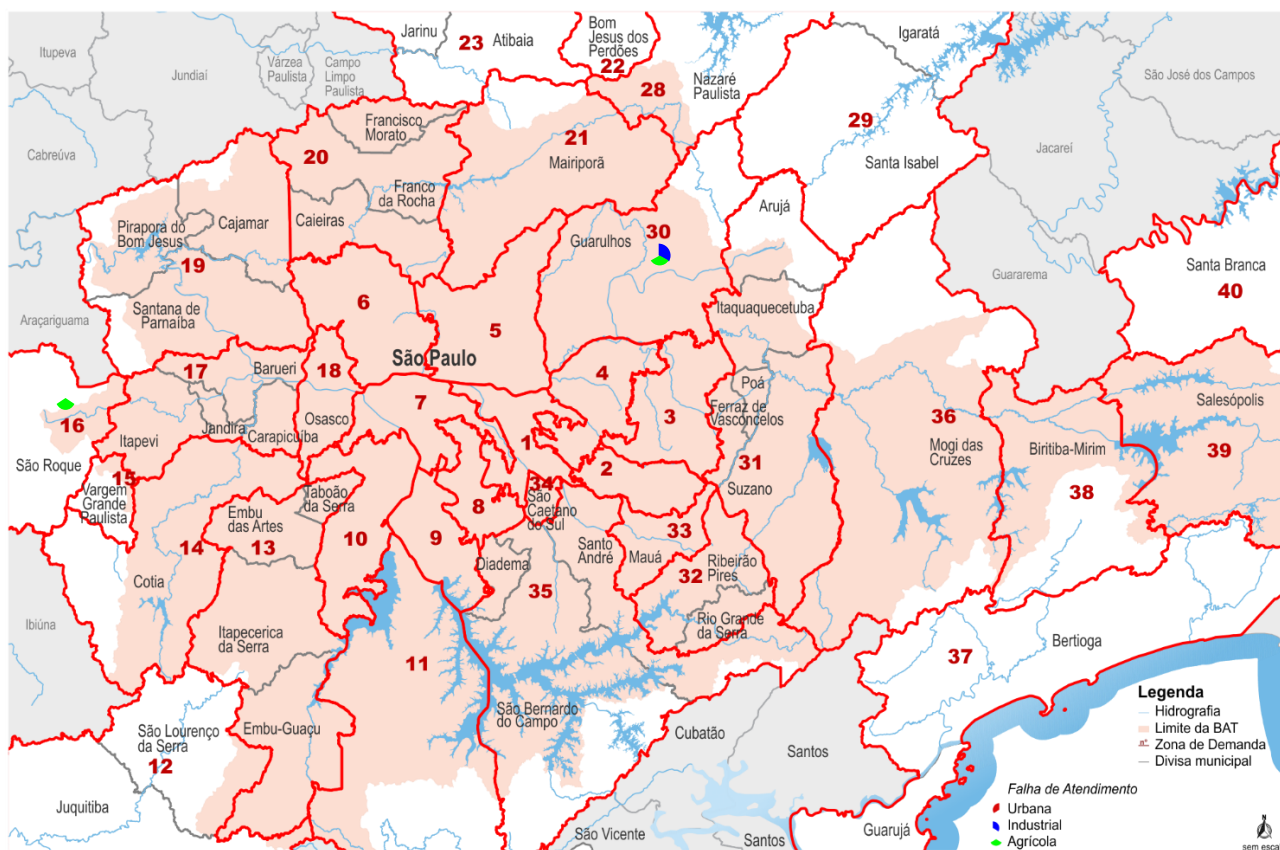 Jarinu
23
Atibaia
Bom
Jesus dos
Perdões
22
Igaratá
Itupeva
Jundiaí
Várzea
Paulista
Campo
Limpo
Paulista
Nazaré
Paulista
28
São José dos Campos
Francisco
Morato
29
21
Mairiporã
Cabreúva
20
Santa Isabel
Jacareí
Franco
da Rocha
Arujá
Pirapora do
Bom Jesus
Cajamar
Caieiras
Guarulhos
30
Guararema
Santa Branca
40
19
Santana de
Parnaíba
6
5
Itaquaquecetuba
Araçariguama
São Paulo
17
Barueri
18
4
Poá
Ferraz de
Vasconcelos
Salesópolis
16
7
3
36
Mogi das
Cruzes
Itapevi
Jandira
Carapicuíba
Osasco
1
Biritiba-Mirim
39
São Roque
15
Vargem
Grande
Paulista
Taboão
da Serra
34
São
Caetano
do Sul
2
31
Suzano
38
Embu
das Artes
13
14
10
9
8
33
Santo
André
Mauá
32
Ribeirão
Pires
Diadema
35
Cotia
Ibiúna
Itapecerica
da Serra
Rio Grande
da Serra
11
37
Bertioga
São Bernardo
do Campo
São Lourenço
da Serra
12
Embu-Guaçu
Cubatão
Santos
Juquitiba
São Vicente
Santos
Guarujá
Legenda
Hidrografia
Limite da BAT
nº Zona de Demanda
Divisa municipal
Falha de Atendimento
Urbana
Industrial
Agrícola
N
sem esca